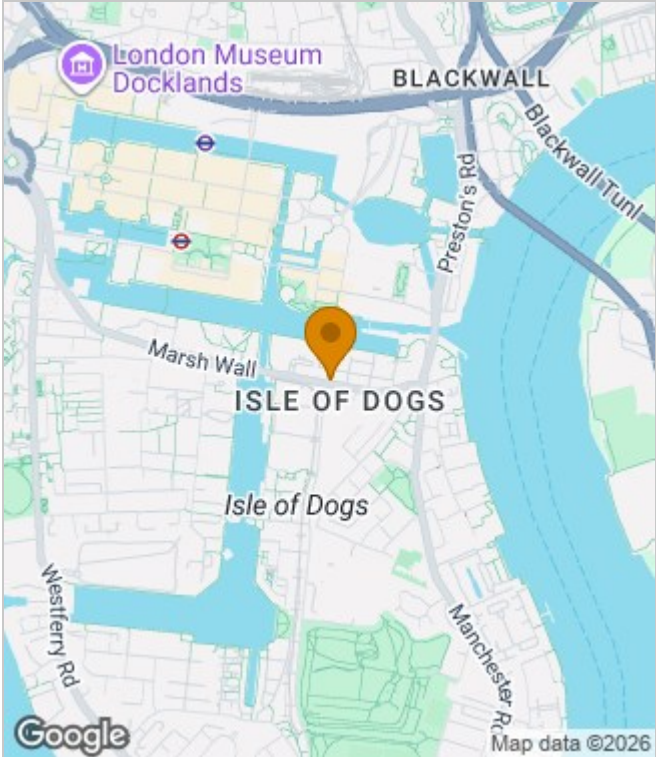 London Museum
Docklands
BLACKWALL
Blackwall Tunl
Preston's Rd
Marsh Wall
ISLE OF DOGS
Isle of Dogs
Westferry Rd
Manchester Rd
Google
Map data ©2026